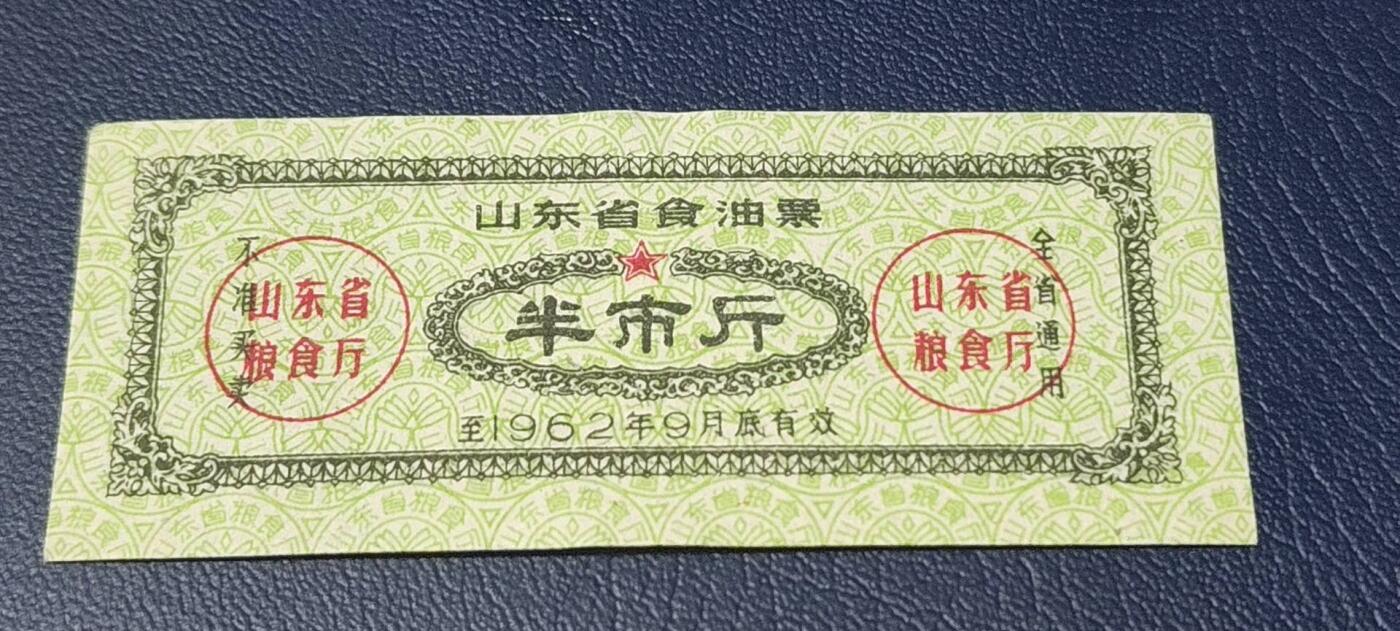 山东省食油票
不准买卖
山东省
粮食厅
半市斤
山东省
粮食厅
全省通用
至1962年9月底有效